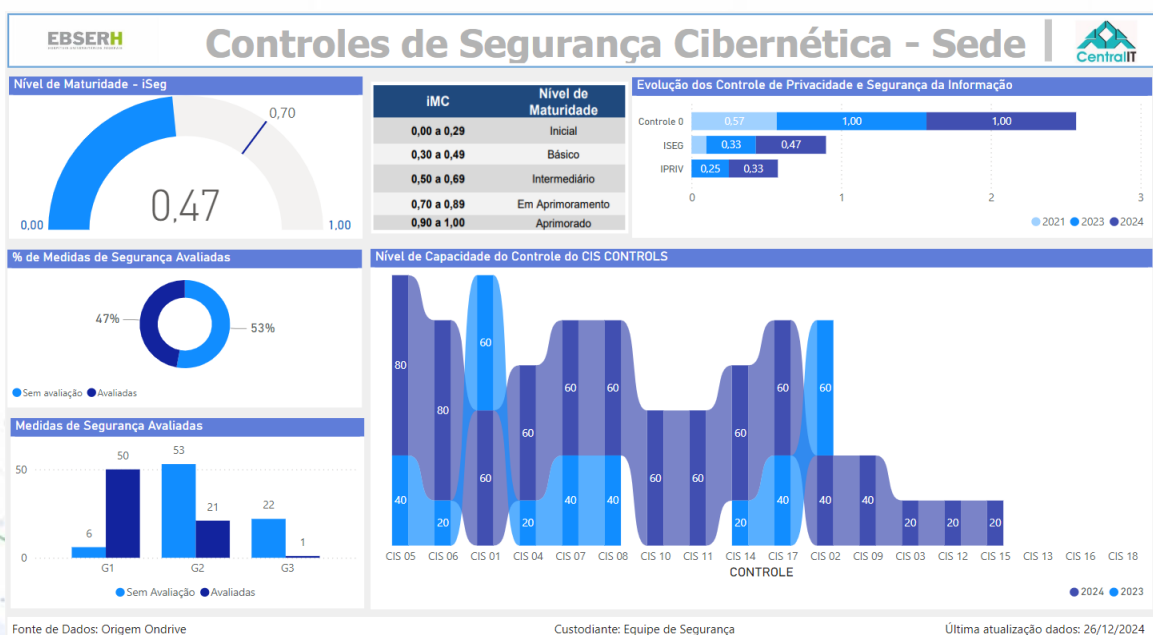 EBSERH
Controles de Segurança Cibernética - Sede |
CentralIT
Nível de Maturidade - iSeg
0,70
0,47
0,00
1,00
iMC
Nível de
Maturidade
0,00 a 0,29 Inicial
0,30 a 0,49 Básico
0,50 a 0,69 Intermediário
0,70 a 0,89 Em Aprimoramento
0,90 a 1,00 Aprimorado
Evolução dos Controle de Privacidade e Segurança da Informação
Controle 0 0,57 1,00 1,00
ISEG 0,33 0,47
IPRIV 0,25 0,33
0 1 2 3
2021 2023 2024
% de Medidas de Segurança Avaliadas
47%
53%
Sem avaliação Avaliadas
Medidas de Segurança Avaliadas
50
0
6 50 53 21 22 1
G1 G2 G3
Sem Avaliação Avaliadas
Nível de Capacidade do Controle do CIS CONTROLS
80 80 60 60 60 60 60 60 60 60 40 40 20 20 20
40 20 60 20 40 40 20 40 60
CIS 05 CIS 06 CIS 01 CIS 04 CIS 07 CIS 08 CIS 10 CIS 11 CIS 14 CIS 17 CIS 02 CIS 09 CIS 03 CIS 12 CIS 15 CIS 13 CIS 16 CIS 18
CONTROLE
2024 2023
Fonte de Dados: Origem Ondrive
Custodiante: Equipe de Segurança
Última atualização dados: 26/12/2024